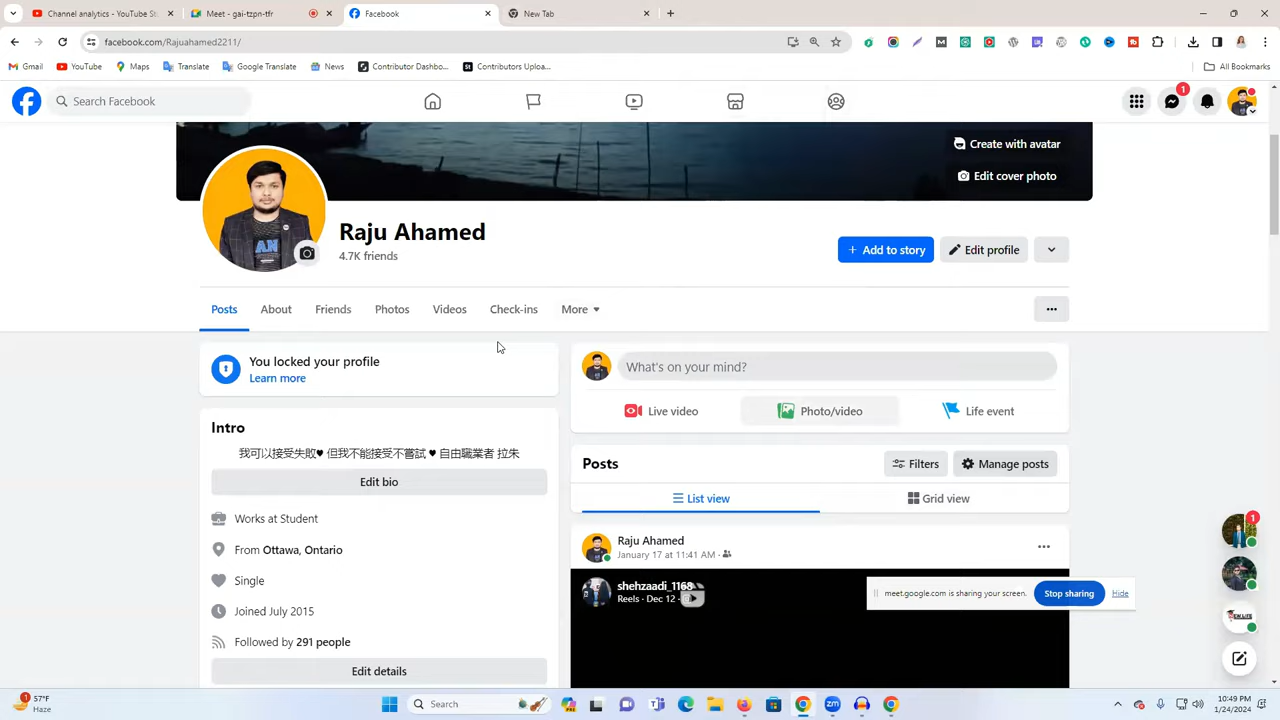 Channel analytics - YouTube St
Meet - gai-tzpn-tfr
Facebook
New Tab
facebook.com/Rajuahamed2211/
Gmail
YouTube
Maps
Translate
Google Translate
News
Contributor Dashbo...
Contributors Uploa...
All Bookmarks
Search Facebook
1
Create with avatar
Edit cover photo
Raju Ahamed
4.7K friends
+ Add to story
Edit profile
Posts
About
Friends
Photos
Videos
Check-ins
More
You locked your profile
Learn more
What's on your mind?
Live video
Photo/video
Life event
Intro
我可以接受失敗♥ 但我不能接受不嘗試 ♥ 自由職業者 拉朱
Edit bio
Works at Student
From Ottawa, Ontario
Single
Joined July 2015
Followed by 291 people
Edit details
Posts
Filters
Manage posts
List view
Grid view
Raju Ahamed
January 17 at 11:41 AM ·
shehzaadi_1168
Reels · Dec 12 ·
1
meet.google.com is sharing your screen.
Stop sharing
Hide
1
57°F
Haze
Search
10:49 PM
1/24/2024